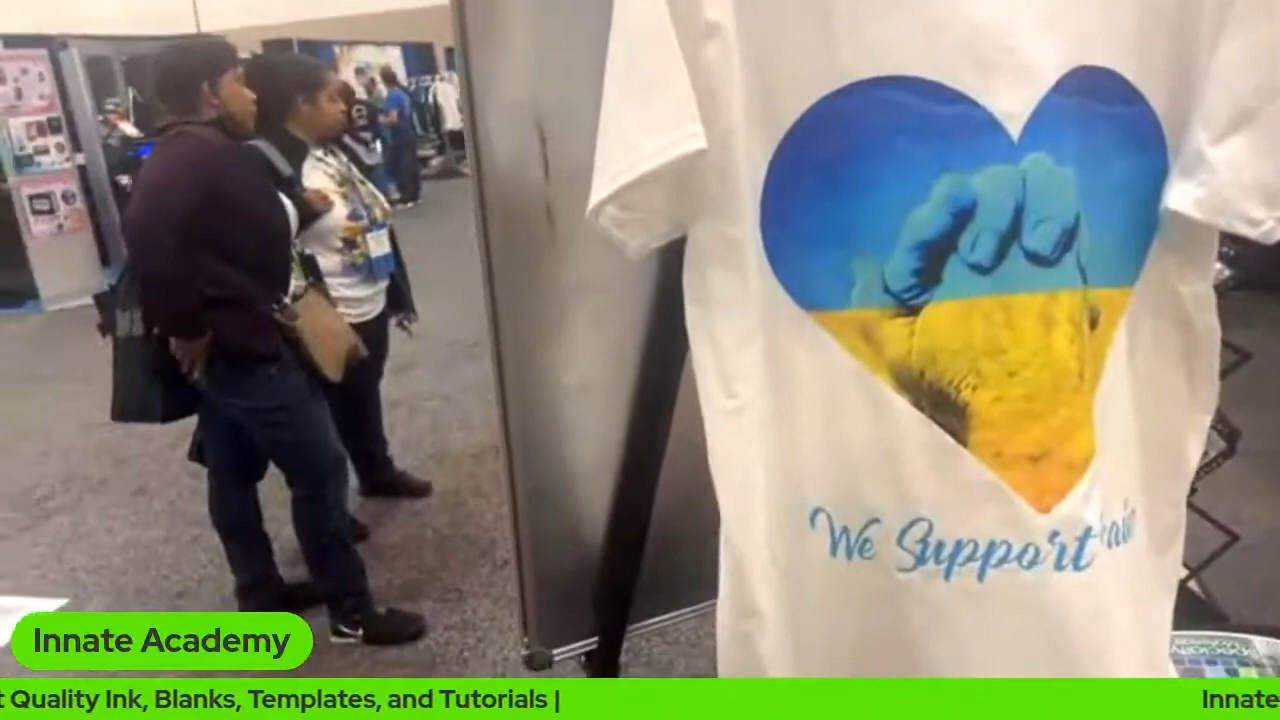 We Support
Innate Academy
t Quality Ink, Blanks, Templates, and Tutorials |
Innate